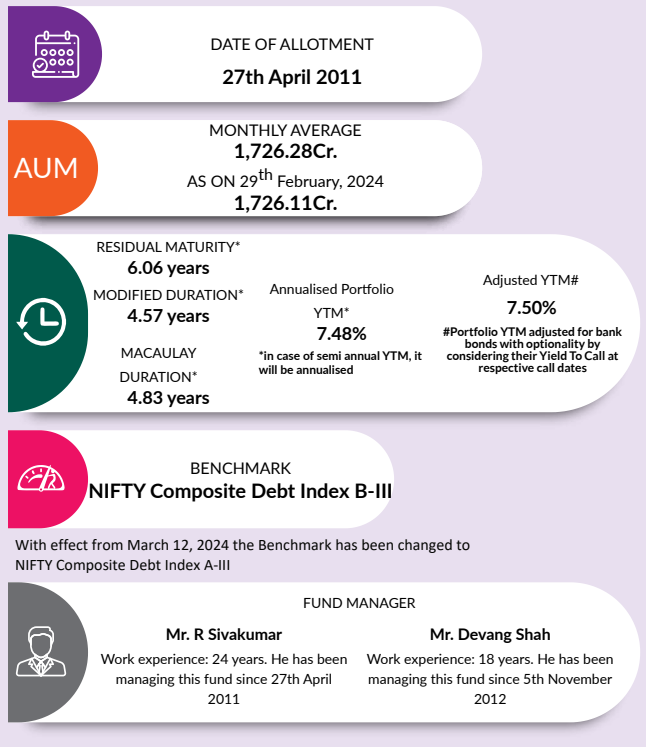 DATE OF ALLOTMENT
27th April 2011
AUM
MONTHLY AVERAGE
1,726.28Cr.
AS ON 29th February, 2024
1,726.11Cr.
RESIDUAL MATURITY*
6.06 years
MODIFIED DURATION*
4.57 years
MACAULAY
DURATION*
4.83 years
Annualised Portfolio
YTM*
7.48%
*in case of semi annual YTM, it
will be annualised
Adjusted YTM#
7.50%
#Portfolio YTM adjusted for bank
bonds with optionality by
considering their Yield To Call at
respective call dates
BENCHMARK
NIFTY Composite Debt Index B-III
With effect from March 12, 2024 the Benchmark has been changed to
NIFTY Composite Debt Index A-III
FUND MANAGER
Mr. R Sivakumar
Work experience: 24 years. He has been
managing this fund since 27th April
2011
Mr. Devang Shah
Work experience: 18 years. He has been
managing this fund since 5th November
2012